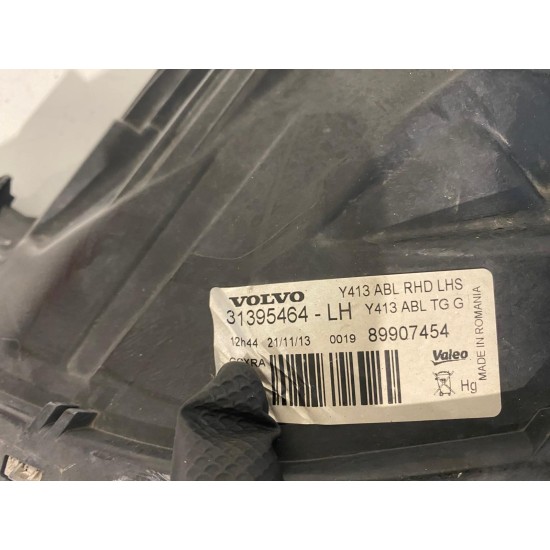 VOLVO Y413 ABL RHD LHS
31395464 - LH Y413 ABL TG G
12h44 21/11/13 0019 89907454
Valeo
Hg
MADE IN ROMANIA